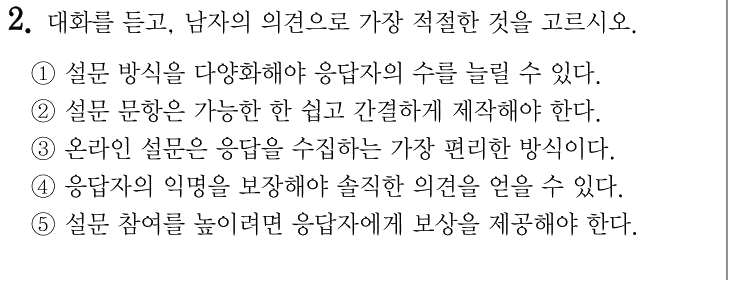 2. 대화를 듣고, 남자의 의견으로 가장 적절한 것을 고르시오.
① 설문 방식을 다양화해야 응답자의 수를 늘릴 수 있다.
② 설문 문항은 가능한 한 쉽고 간결하게 제작해야 한다.
③ 온라인 설문은 응답을 수집하는 가장 편리한 방식이다.
④ 응답자의 익명을 보장해야 솔직한 의견을 얻을 수 있다.
⑤ 설문 참여를 높이려면 응답자에게 보상을 제공해야 한다.